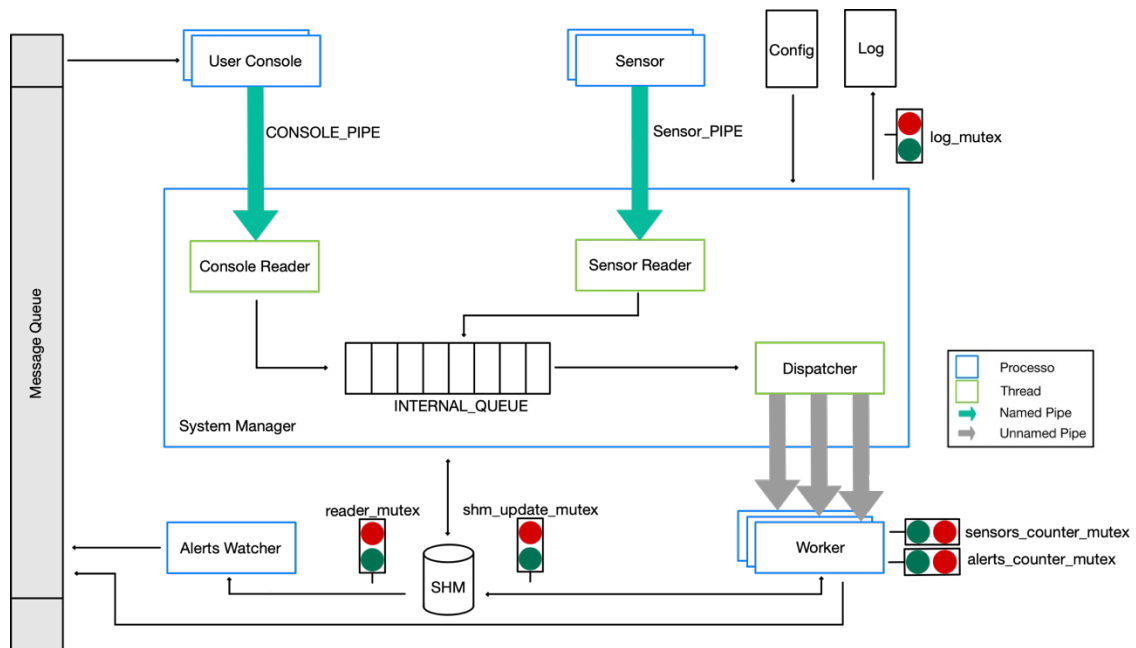 User Console
Sensor
Config
Log
CONSOLE_PIPE
Sensor_PIPE
log_mutex
Message Queue
Console Reader
Sensor Reader
INTERNAL_QUEUE
Dispatcher
System Manager
Processo
Thread
Named Pipe
Unnamed Pipe
reader_mutex
shm_update_mutex
Alerts Watcher
SHM
Worker
sensors_counter_mutex
alerts_counter_mutex